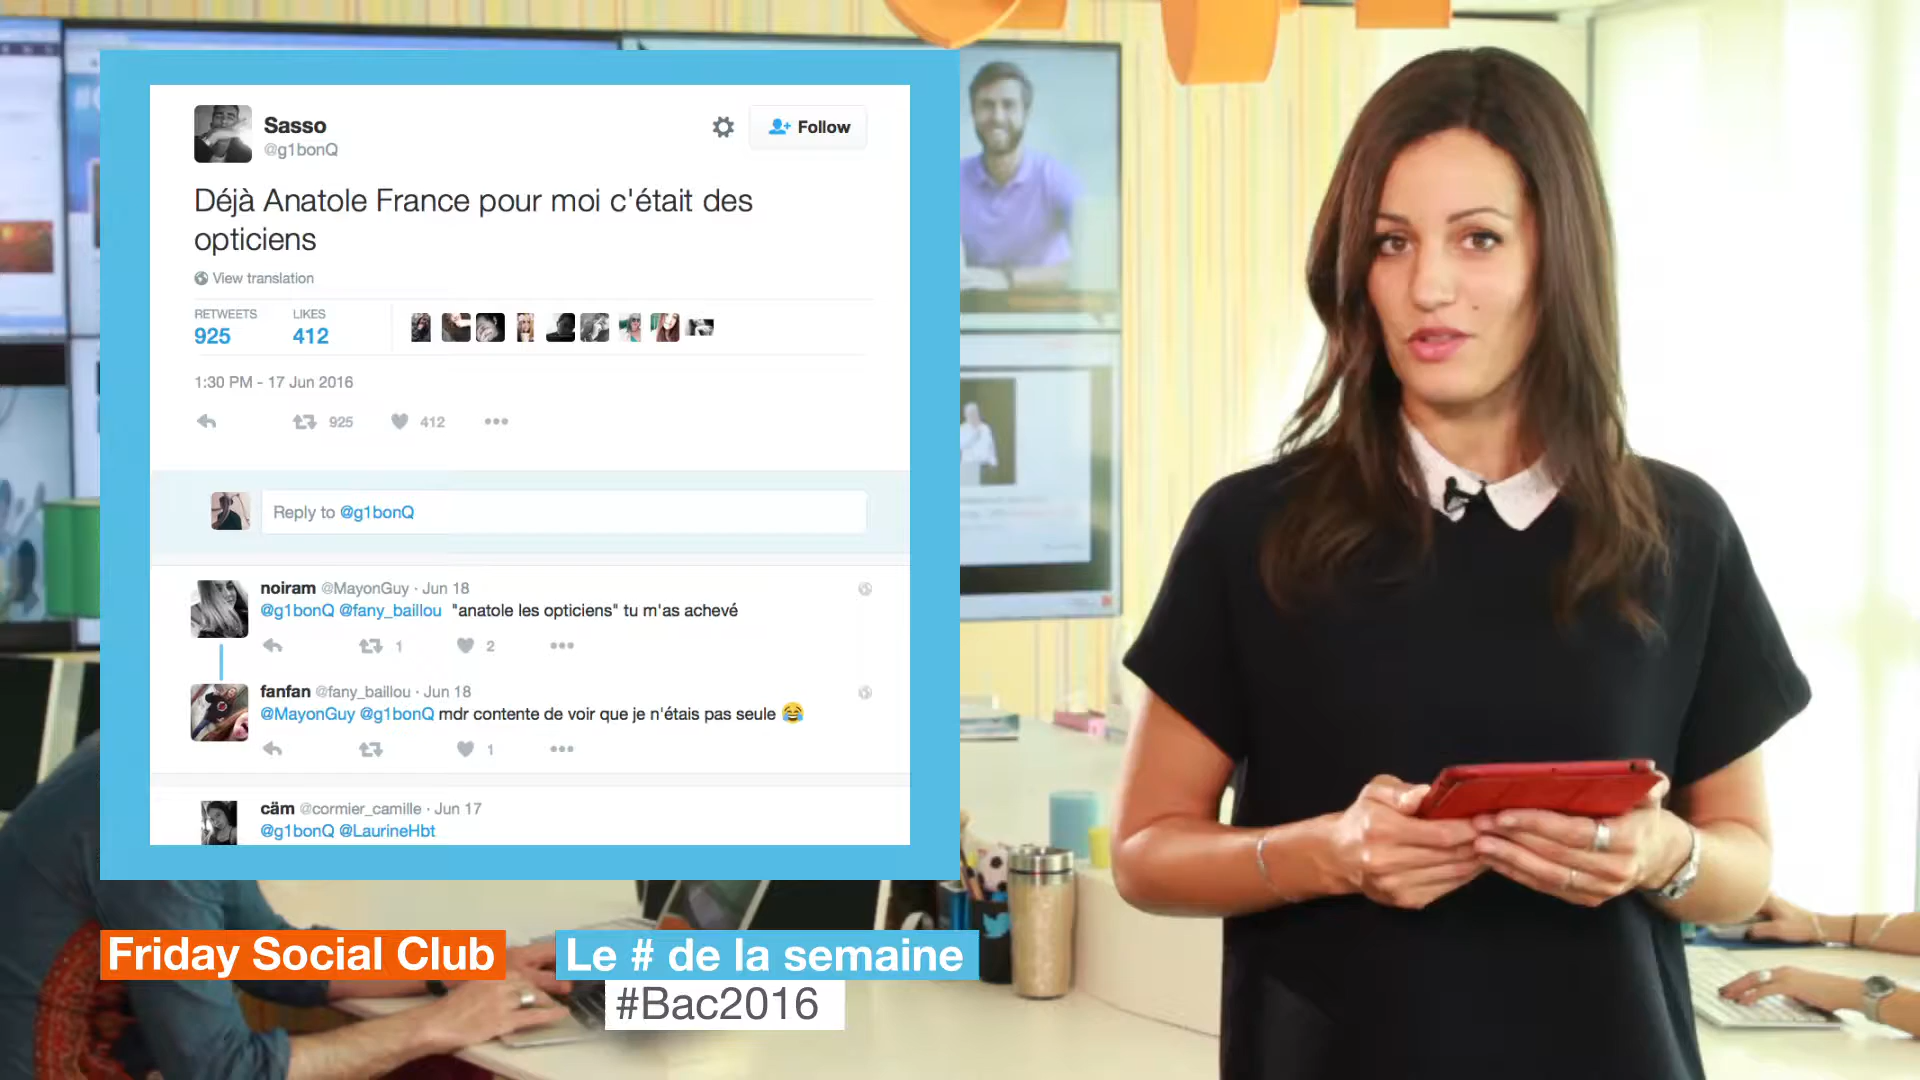 Sasso
@g1bonQ
Follow
Déjà Anatole France pour moi c'était des
opticiens
View translation
RETWEETS
925
LIKES
412
1:30 PM - 17 Jun 2016
925
412
Reply to @g1bonQ
noiram @MayonGuy · Jun 18
@g1bonQ @fany_baillou "anatole les opticiens" tu m'as achevé
1
2
fanfan @fany_baillou · Jun 18
@MayonGuy @g1bonQ mdr contente de voir que je n'étais pas seule 😂
1
cäm @cormier_camille · Jun 17
@g1bonQ @LaurineHbt
Friday Social Club
Le # de la semaine
#Bac2016